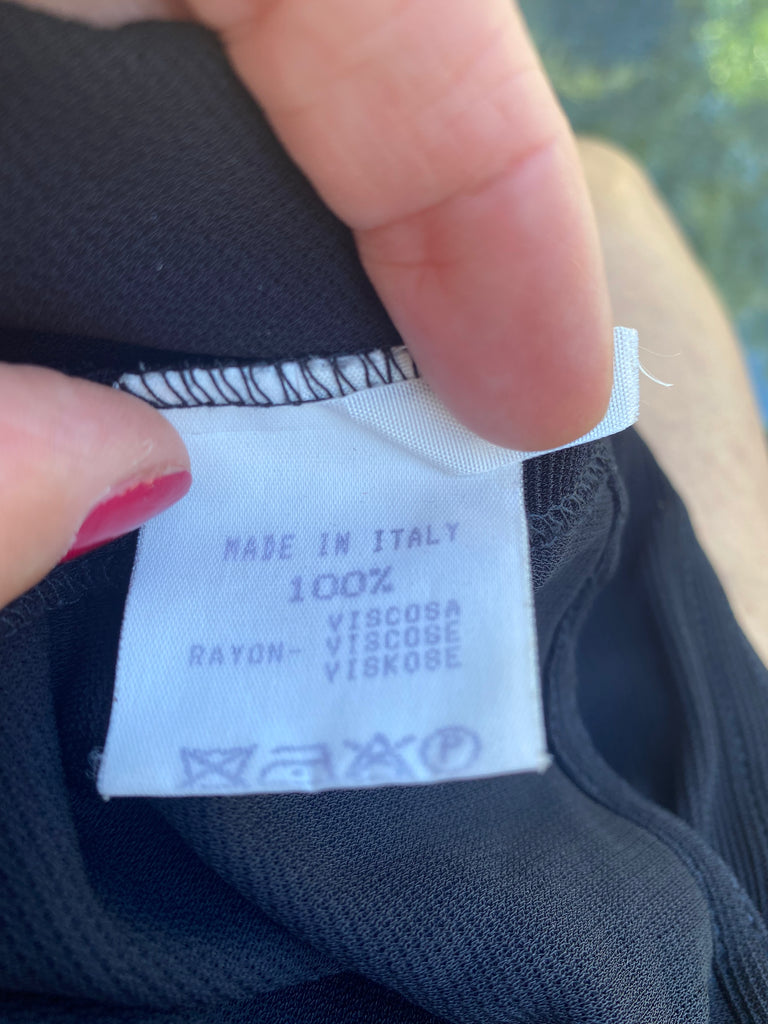 MADE IN ITALY
100%
VISCOSA
RAYON- VISCOSE
VISKOSE
P